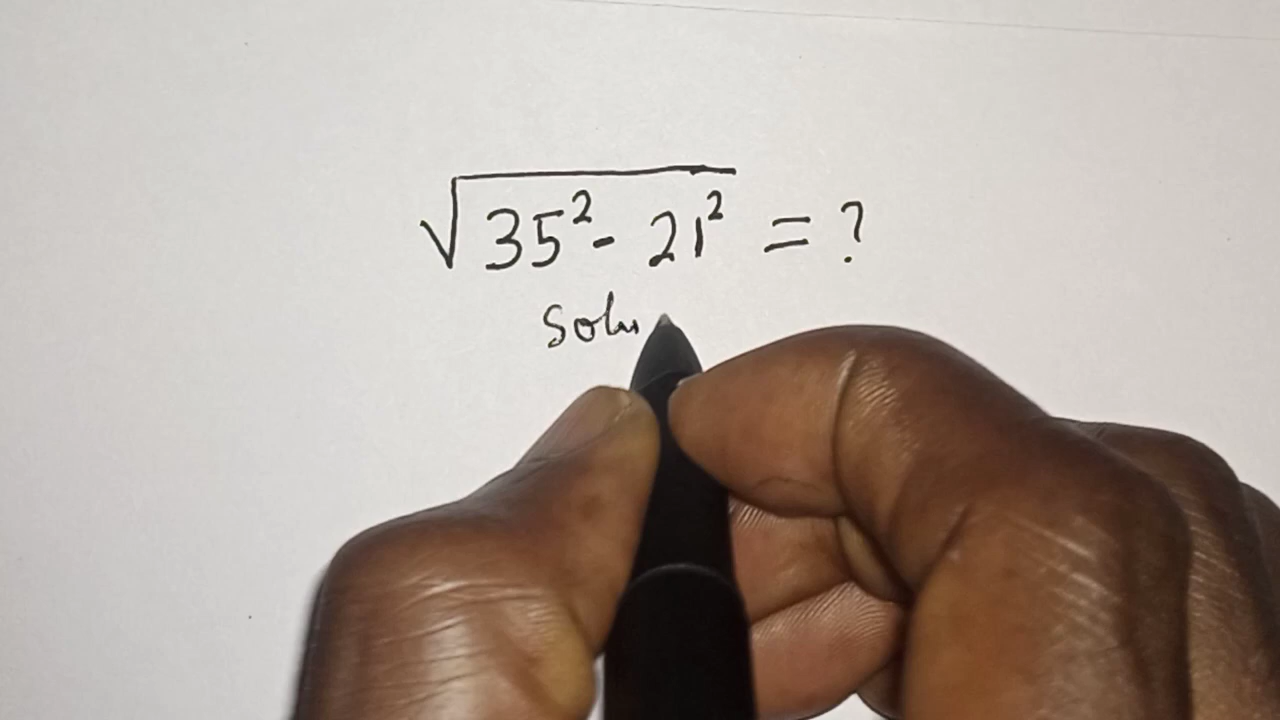 √35² - 21² = ?
Solu